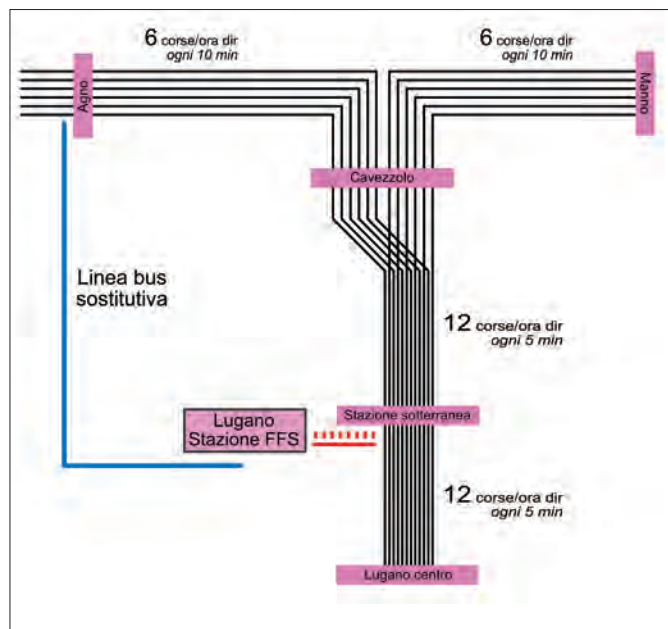 6 corse/ora dir
ogni 10 min
6 corse/ora dir
ogni 10 min
Agno
Manno
Cavezzolo
Linea bus
sostitutiva
12 corse/ora dir
ogni 5 min
Lugano
Stazione FFS
Stazione sotterranea
12 corse/ora dir
ogni 5 min
Lugano centro